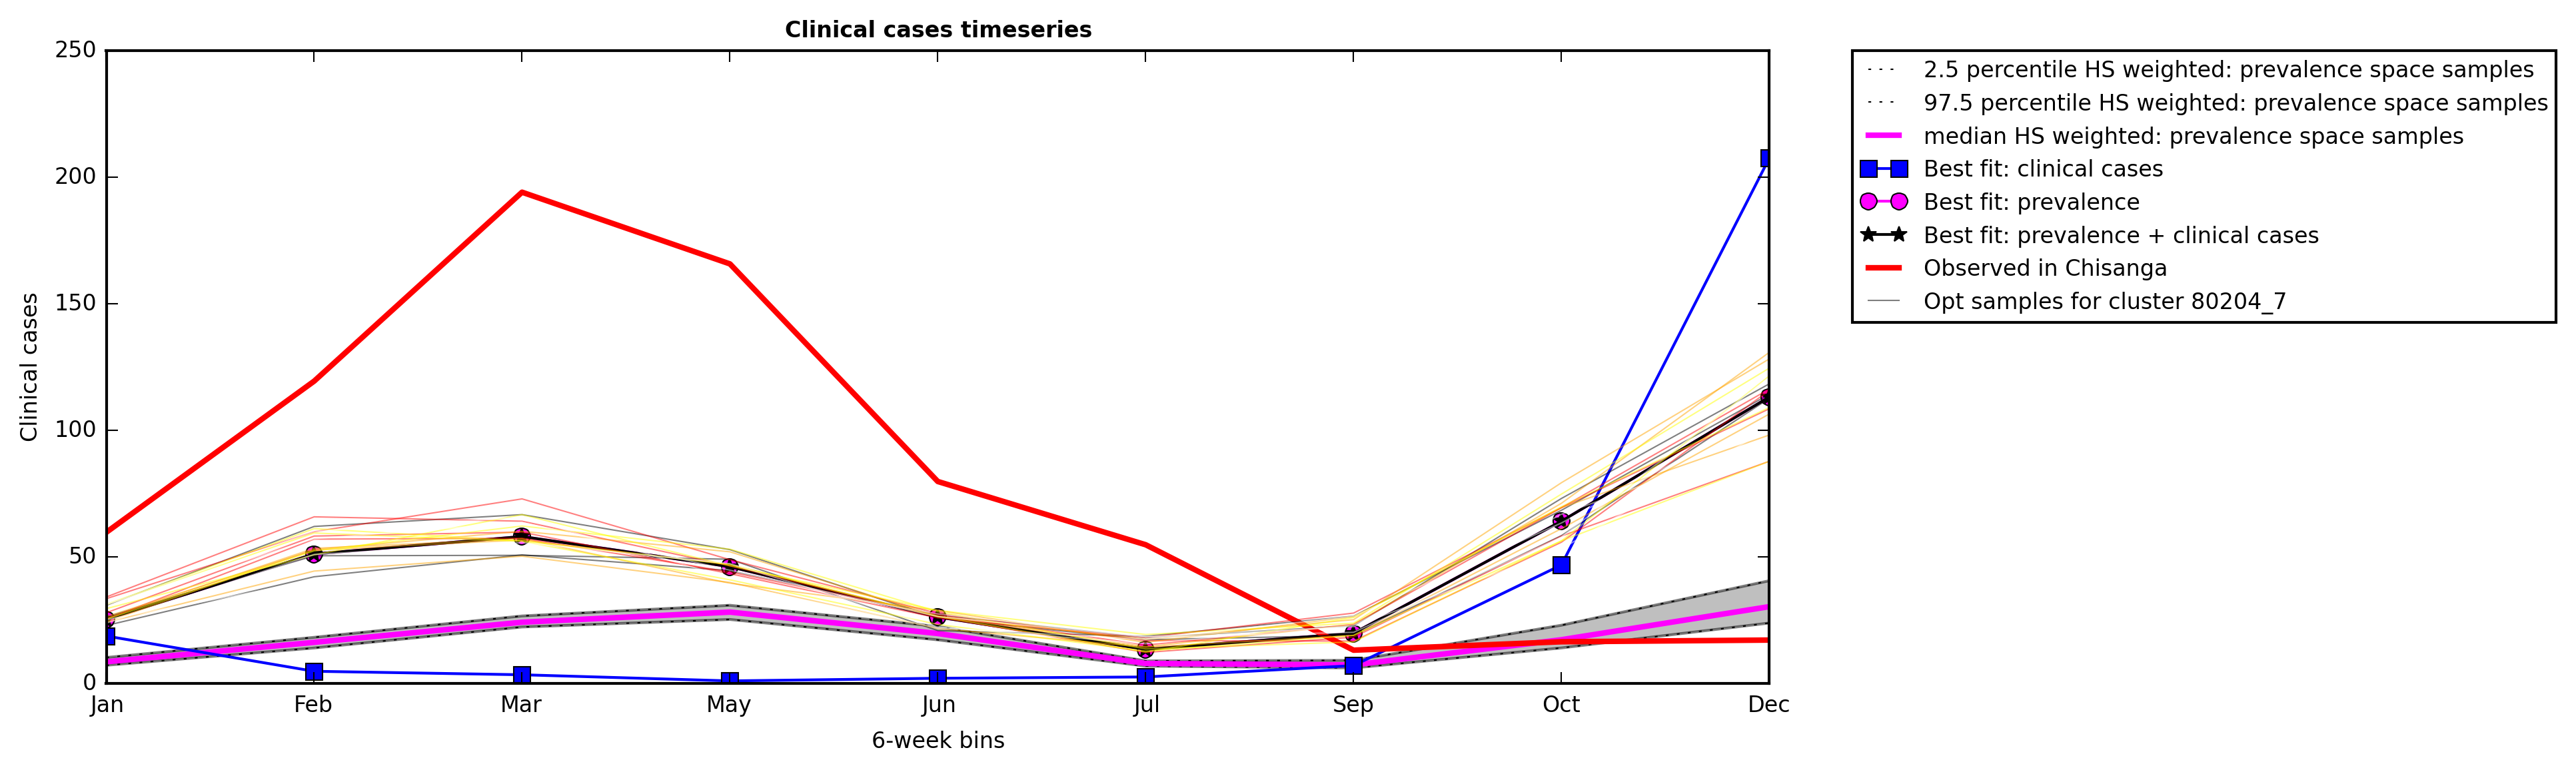 Clinical cases timeseries
250
200
150
100
50
0
Clinical cases
Jan Feb Mar May Jun Jul Sep Oct Dec
6-week bins
2.5 percentile HS weighted: prevalence space samples
97.5 percentile HS weighted: prevalence space samples
median HS weighted: prevalence space samples
Best fit: clinical cases
Best fit: prevalence
Best fit: prevalence + clinical cases
Observed in Chisanga
Opt samples for cluster 80204_7